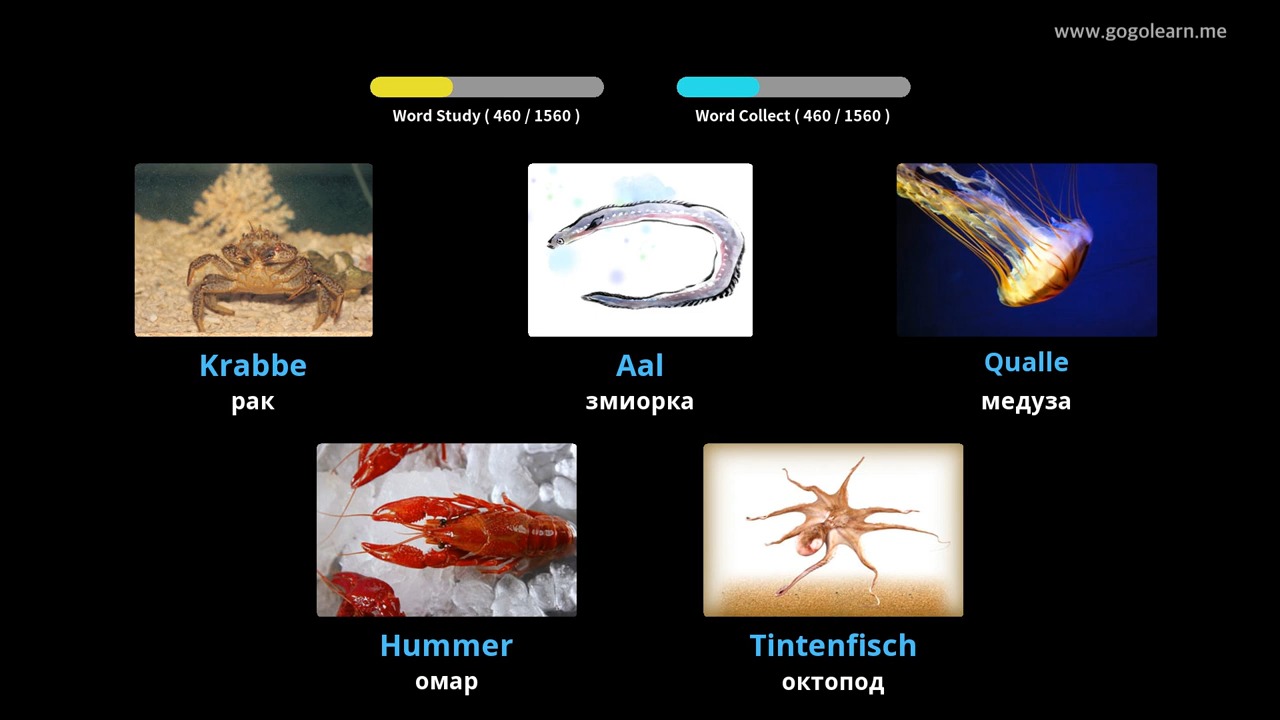 www.gogolearn.me
Word Study ( 460 / 1560 )
Word Collect ( 460 / 1560 )
Krabbe
рак
Aal
змиорка
Qualle
медуза
Hummer
омар
Tintenfisch
октопод